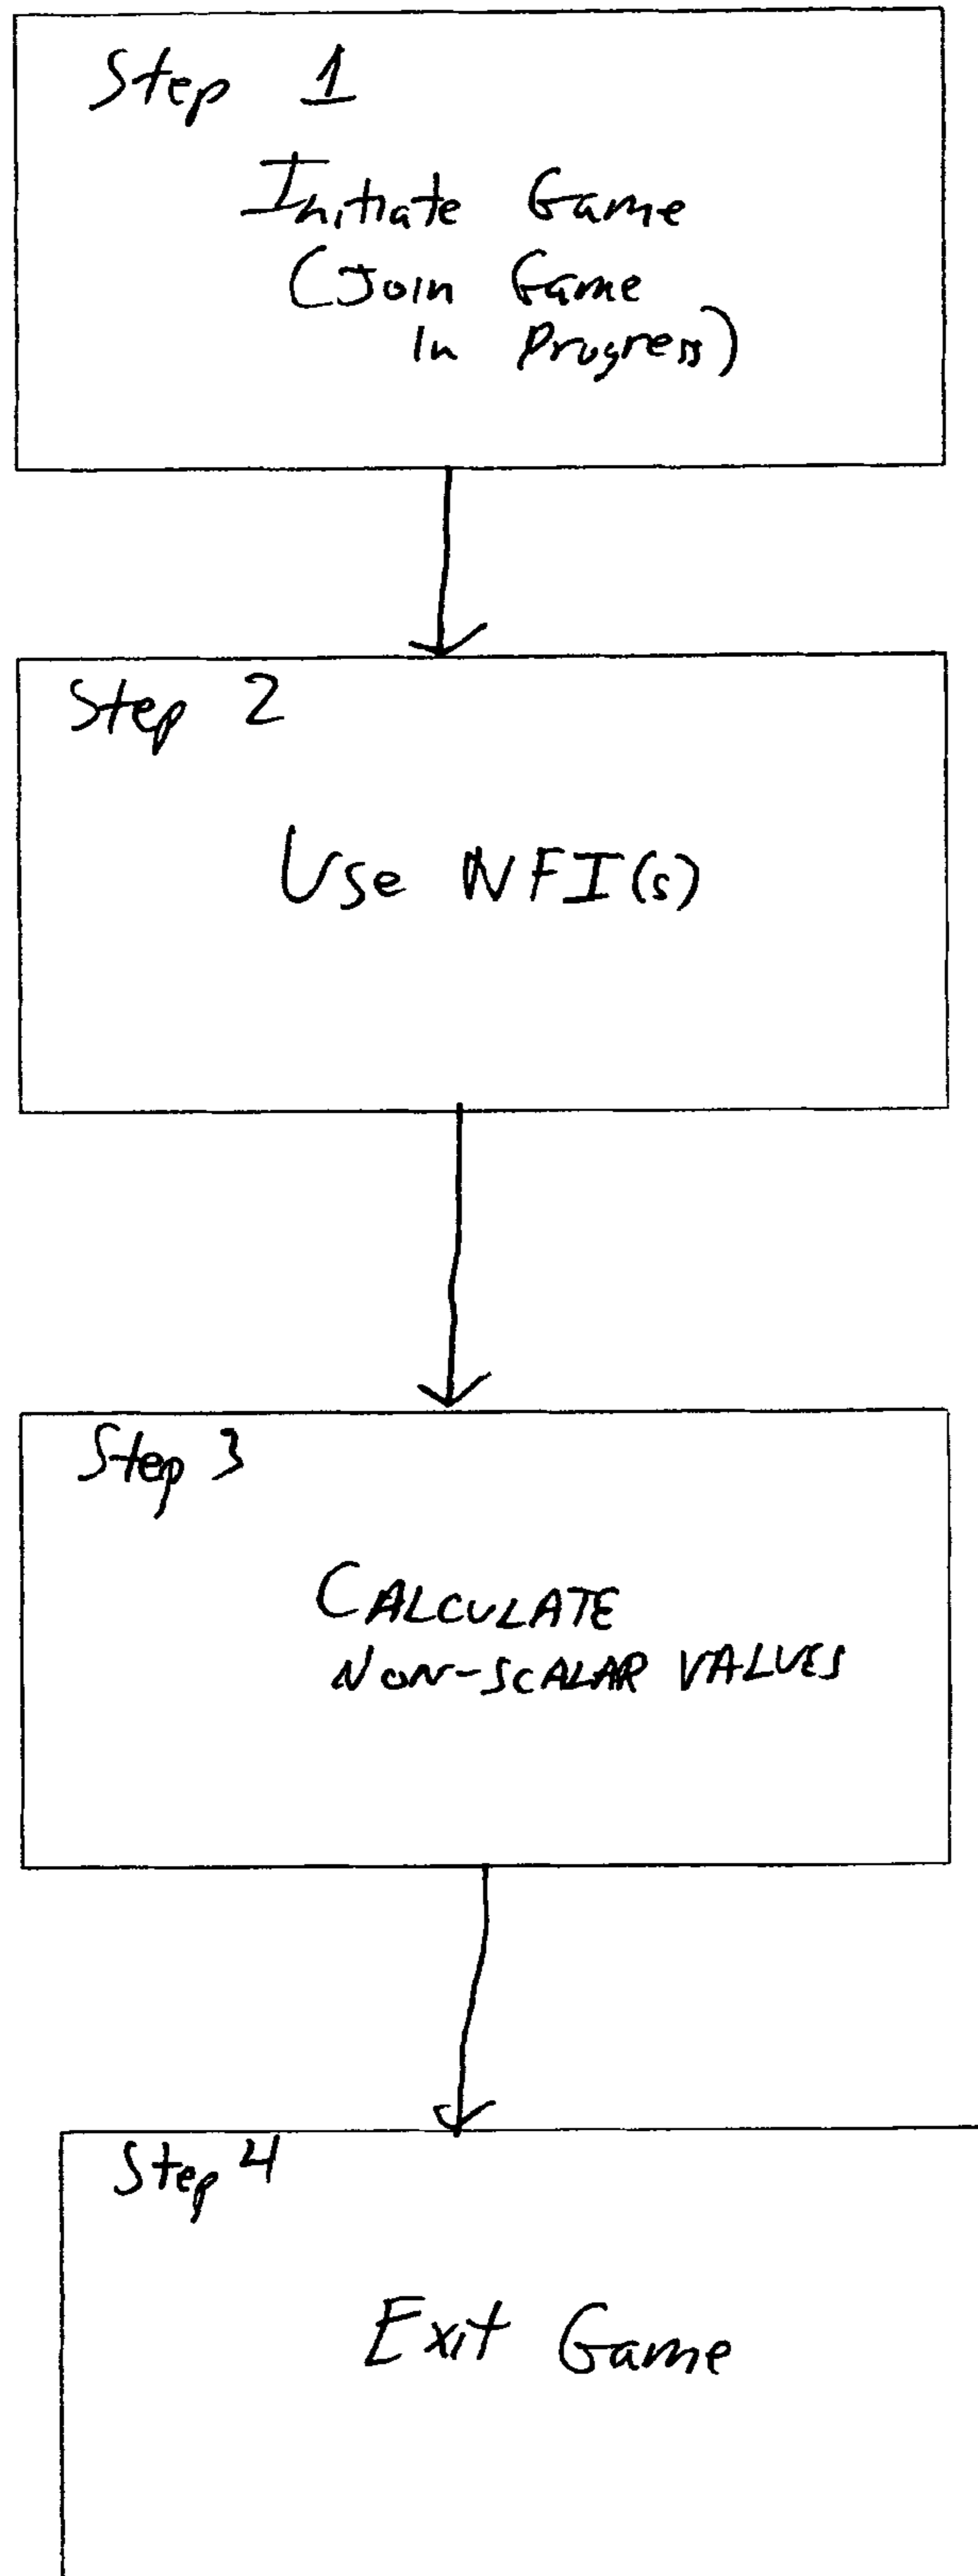 Step 1
Initiate Game
(Join Game
In Progress)
Step 2
Use NFI(s)
Step 3
CALCULATE
NON-SCALAR VALUES
Step 4
Exit Game